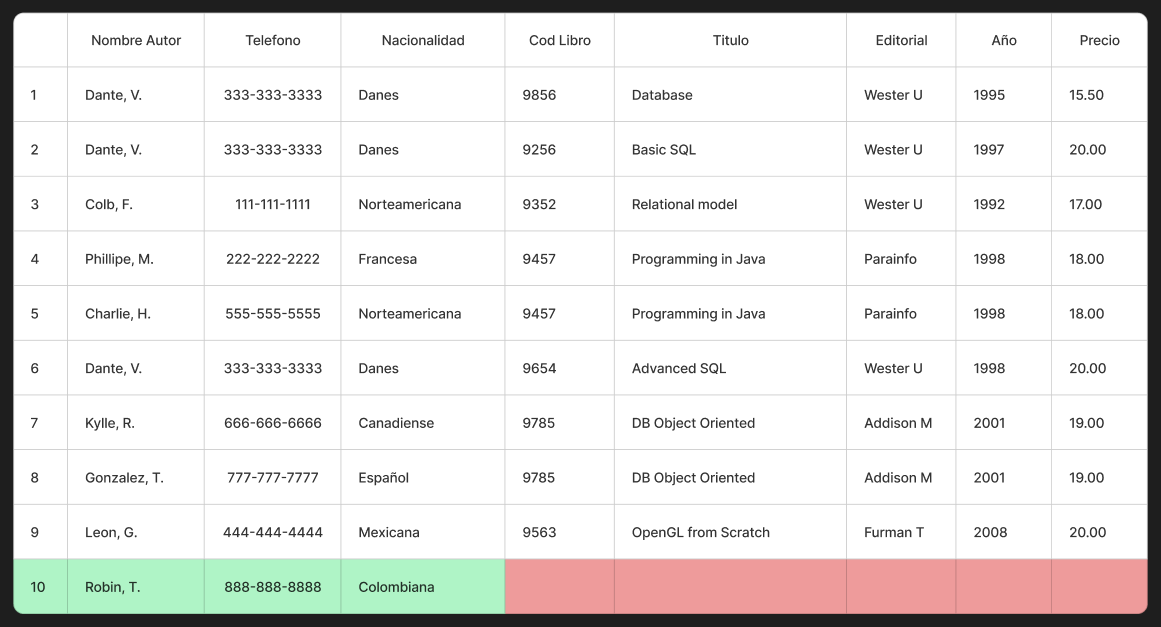 Nombre Autor Telefono Nacionalidad Cod Libro Titulo Editorial Año Precio
1 Dante, V. 333-333-3333 Danes 9856 Database Wester U 1995 15.50
2 Dante, V. 333-333-3333 Danes 9256 Basic SQL Wester U 1997 20.00
3 Colb, F. 111-111-1111 Norteamericana 9352 Relational model Wester U 1992 17.00
4 Phillipe, M. 222-222-2222 Francesa 9457 Programming in Java Parainfo 1998 18.00
5 Charlie, H. 555-555-5555 Norteamericana 9457 Programming in Java Parainfo 1998 18.00
6 Dante, V. 333-333-3333 Danes 9654 Advanced SQL Wester U 1998 20.00
7 Kylle, R. 666-666-6666 Canadiense 9785 DB Object Oriented Addison M 2001 19.00
8 Gonzalez, T. 777-777-7777 Español 9785 DB Object Oriented Addison M 2001 19.00
9 Leon, G. 444-444-4444 Mexicana 9563 OpenGL from Scratch Furman T 2008 20.00
10 Robin, T. 888-888-8888 Colombiana